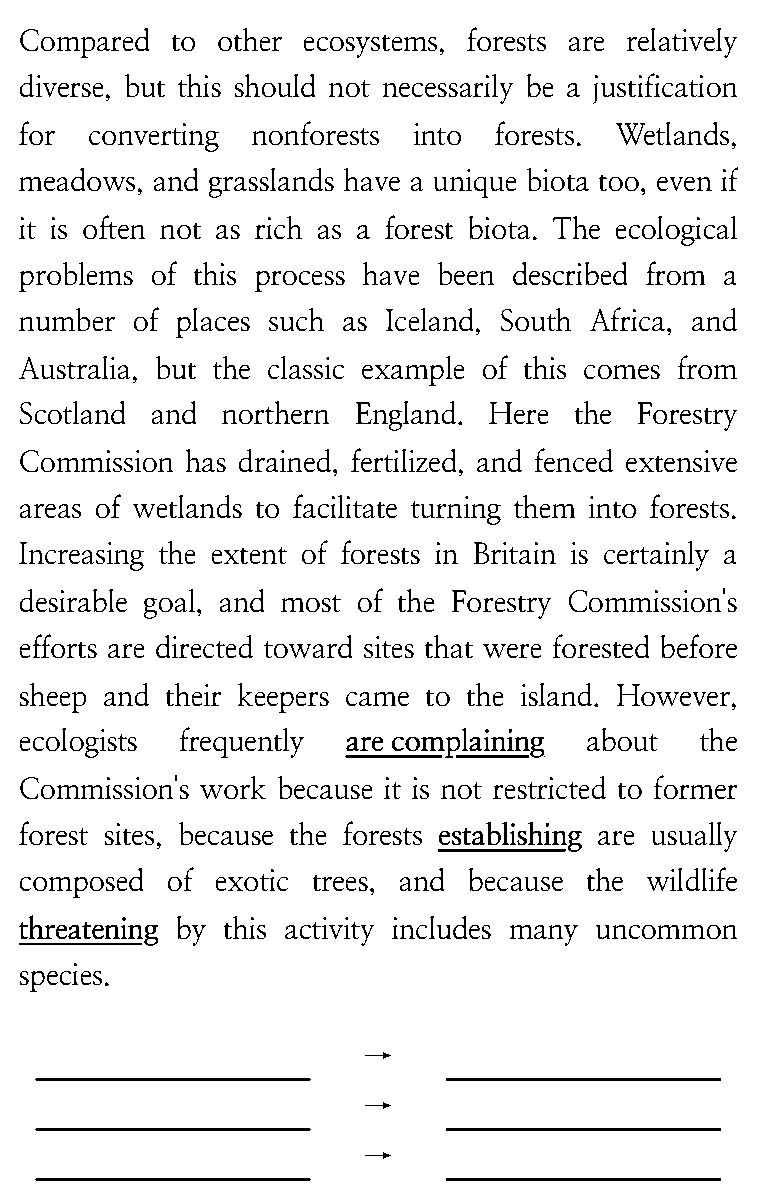 Compared to other ecosystems, forests are relatively
diverse, but this should not necessarily be a justification
for converting nonforests into forests. Wetlands,
meadows, and grasslands have a unique biota too, even if
it is often not as rich as a forest biota. The ecological
problems of this process have been described from a
number of places such as Iceland, South Africa, and
Australia, but the classic example of this comes from
Scotland and northern England. Here the Forestry
Commission has drained, fertilized, and fenced extensive
areas of wetlands to facilitate turning them into forests.
Increasing the extent of forests in Britain is certainly a
desirable goal, and most of the Forestry Commission's
efforts are directed toward sites that were forested before
sheep and their keepers came to the island. However,
ecologists frequently are complaining about the
Commission's work because it is not restricted to former
forest sites, because the forests establishing are usually
composed of exotic trees, and because the wildlife
threatening by this activity includes many uncommon
species.
→
→
→